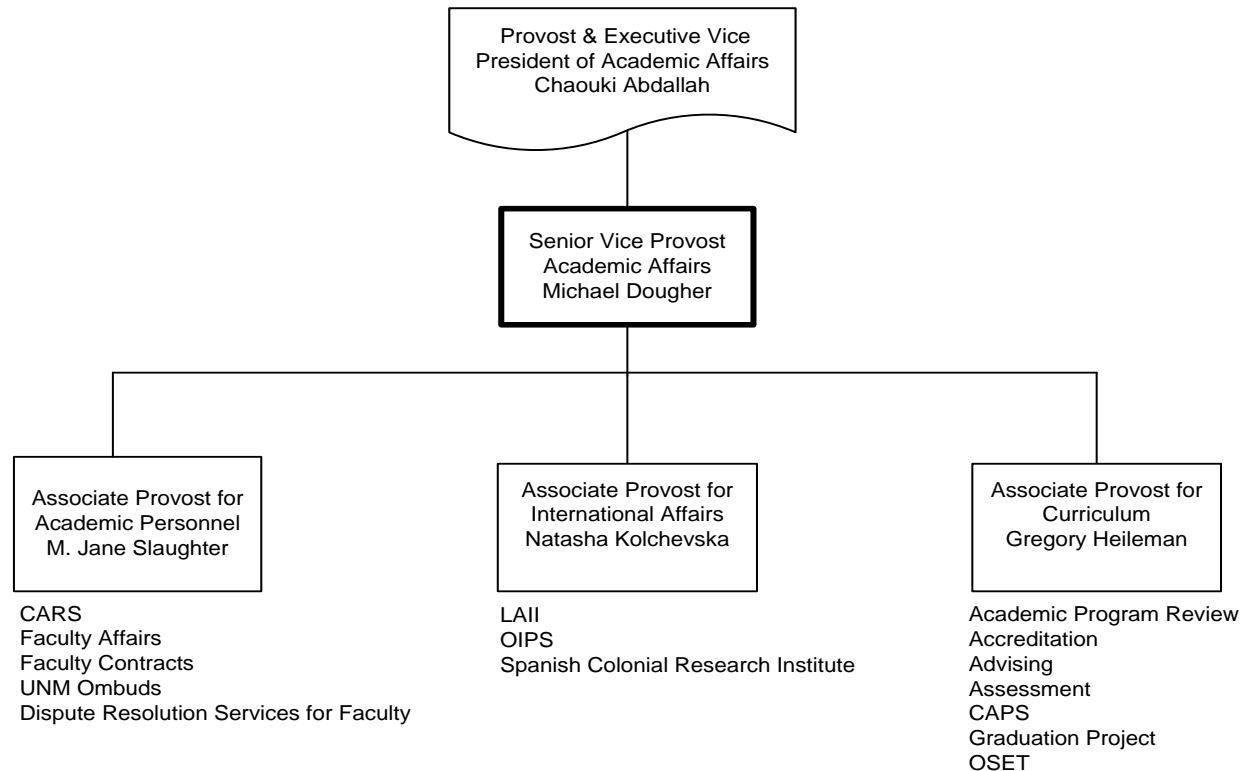 Provost & Executive Vice
President of Academic Affairs
Chaouki Abdallah
Senior Vice Provost
Academic Affairs
Michael Dougher
Associate Provost for
Academic Personnel
M. Jane Slaughter
CARS
Faculty Affairs
Faculty Contracts
UNM Ombuds
Dispute Resolution Services for Faculty
Associate Provost for
International Affairs
Natasha Kolchevska
LAII
OIPS
Spanish Colonial Research Institute
Associate Provost for
Curriculum
Gregory Heileman
Academic Program Review
Accreditation
Advising
Assessment
CAPS
Graduation Project
OSET